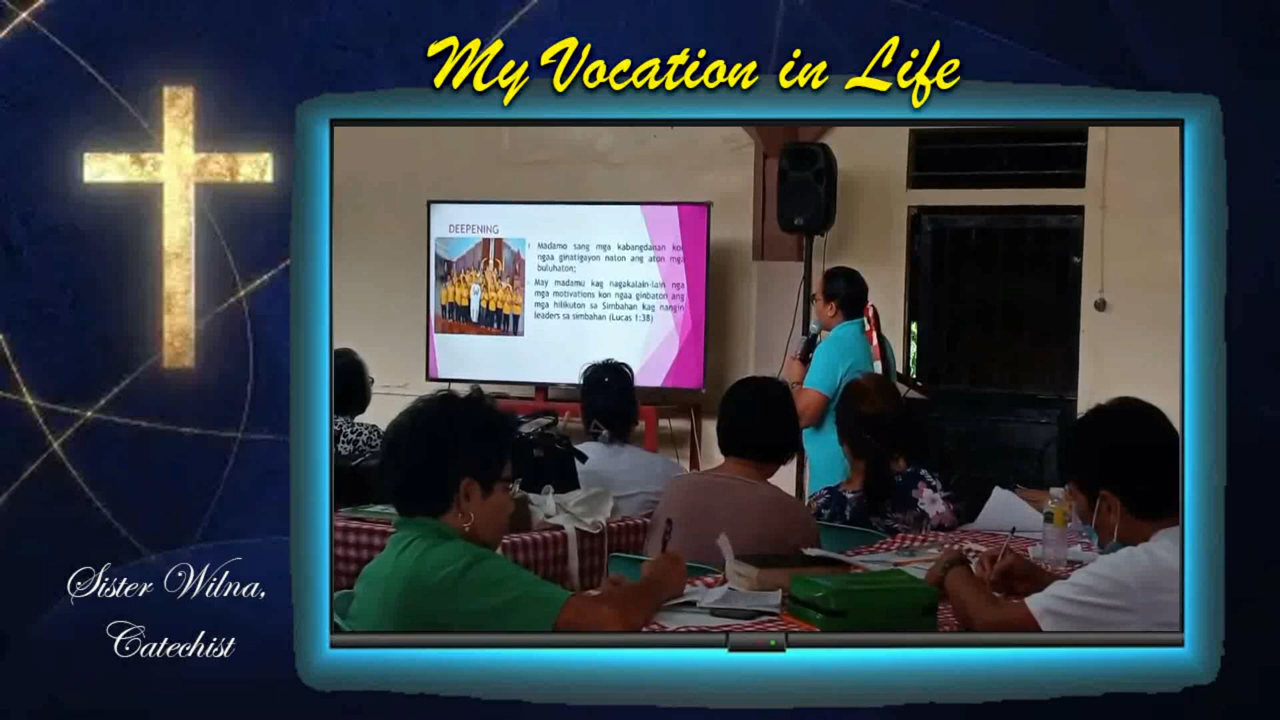 My Vocation in Life
DEEPENING
Madamo sang mga kabangdanan kon
ngaa ginatigayon naton ang aton mga
buluhaton;
May madamu kag nagakalain-lain nga
mga motivations kon ngaa ginbaton ang
mga hilikuton sa Simbahan kag nangin
leaders sa simbahan (Lucas 1:38)
Sister Wilna,
Catechist